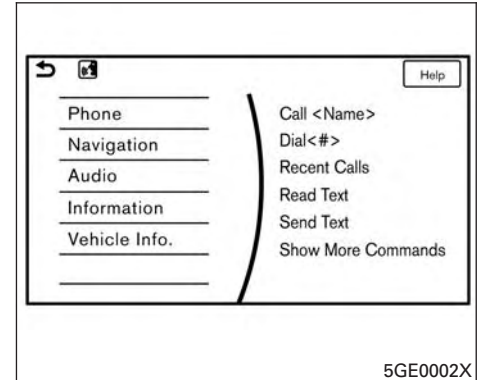 Help
Phone
Navigation
Audio
Information
Vehicle Info.
Call <Name>
Dial<#>
Recent Calls
Read Text
Send Text
Show More Commands
5GE0002X